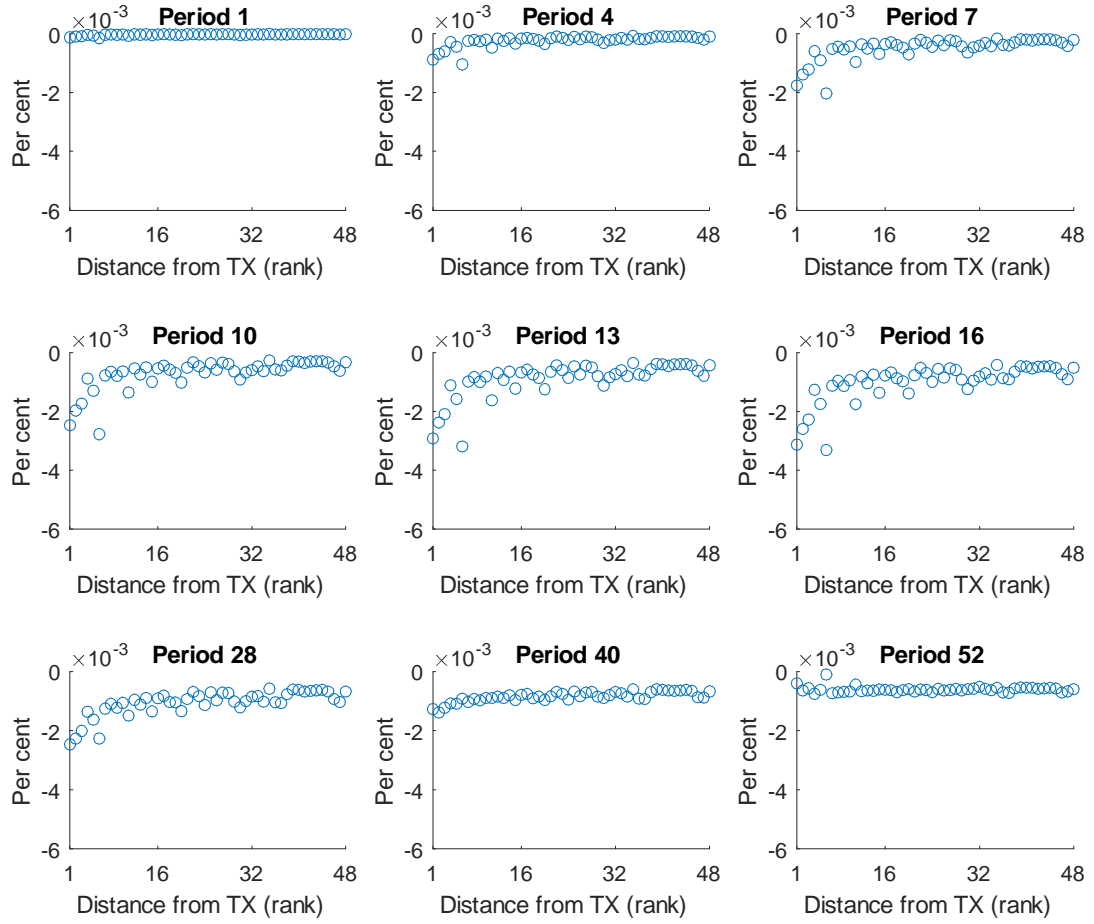 ×10⁻³ Period 1
0
-2
-4
-6
Per cent
1 16 32 48
Distance from TX (rank)
×10⁻³ Period 4
0
-2
-4
-6
Per cent
1 16 32 48
Distance from TX (rank)
×10⁻³ Period 7
0
-2
-4
-6
Per cent
1 16 32 48
Distance from TX (rank)
×10⁻³ Period 10
0
-2
-4
-6
Per cent
1 16 32 48
Distance from TX (rank)
×10⁻³ Period 13
0
-2
-4
-6
Per cent
1 16 32 48
Distance from TX (rank)
×10⁻³ Period 16
0
-2
-4
-6
Per cent
1 16 32 48
Distance from TX (rank)
×10⁻³ Period 28
0
-2
-4
-6
Per cent
1 16 32 48
Distance from TX (rank)
×10⁻³ Period 40
0
-2
-4
-6
Per cent
1 16 32 48
Distance from TX (rank)
×10⁻³ Period 52
0
-2
-4
-6
Per cent
1 16 32 48
Distance from TX (rank)